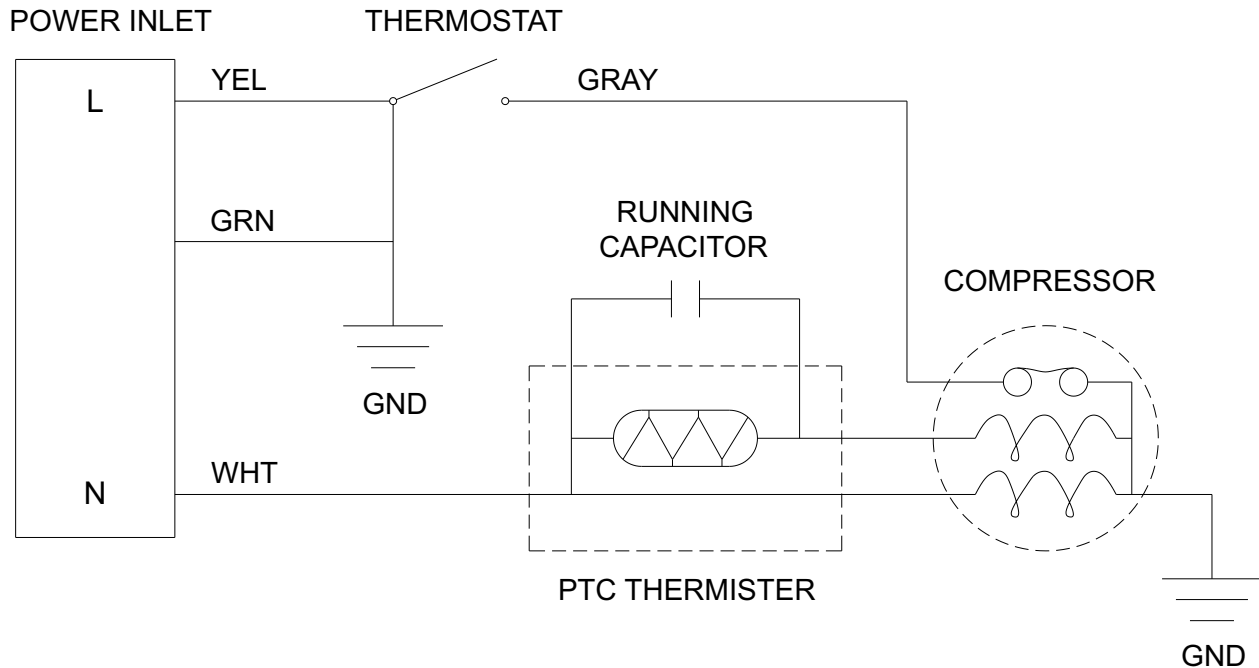 POWER INLET
THERMOSTAT
L
YEL
GRAY
GRN
RUNNING
CAPACITOR
COMPRESSOR
GND
N
WHT
PTC THERMISTER
GND